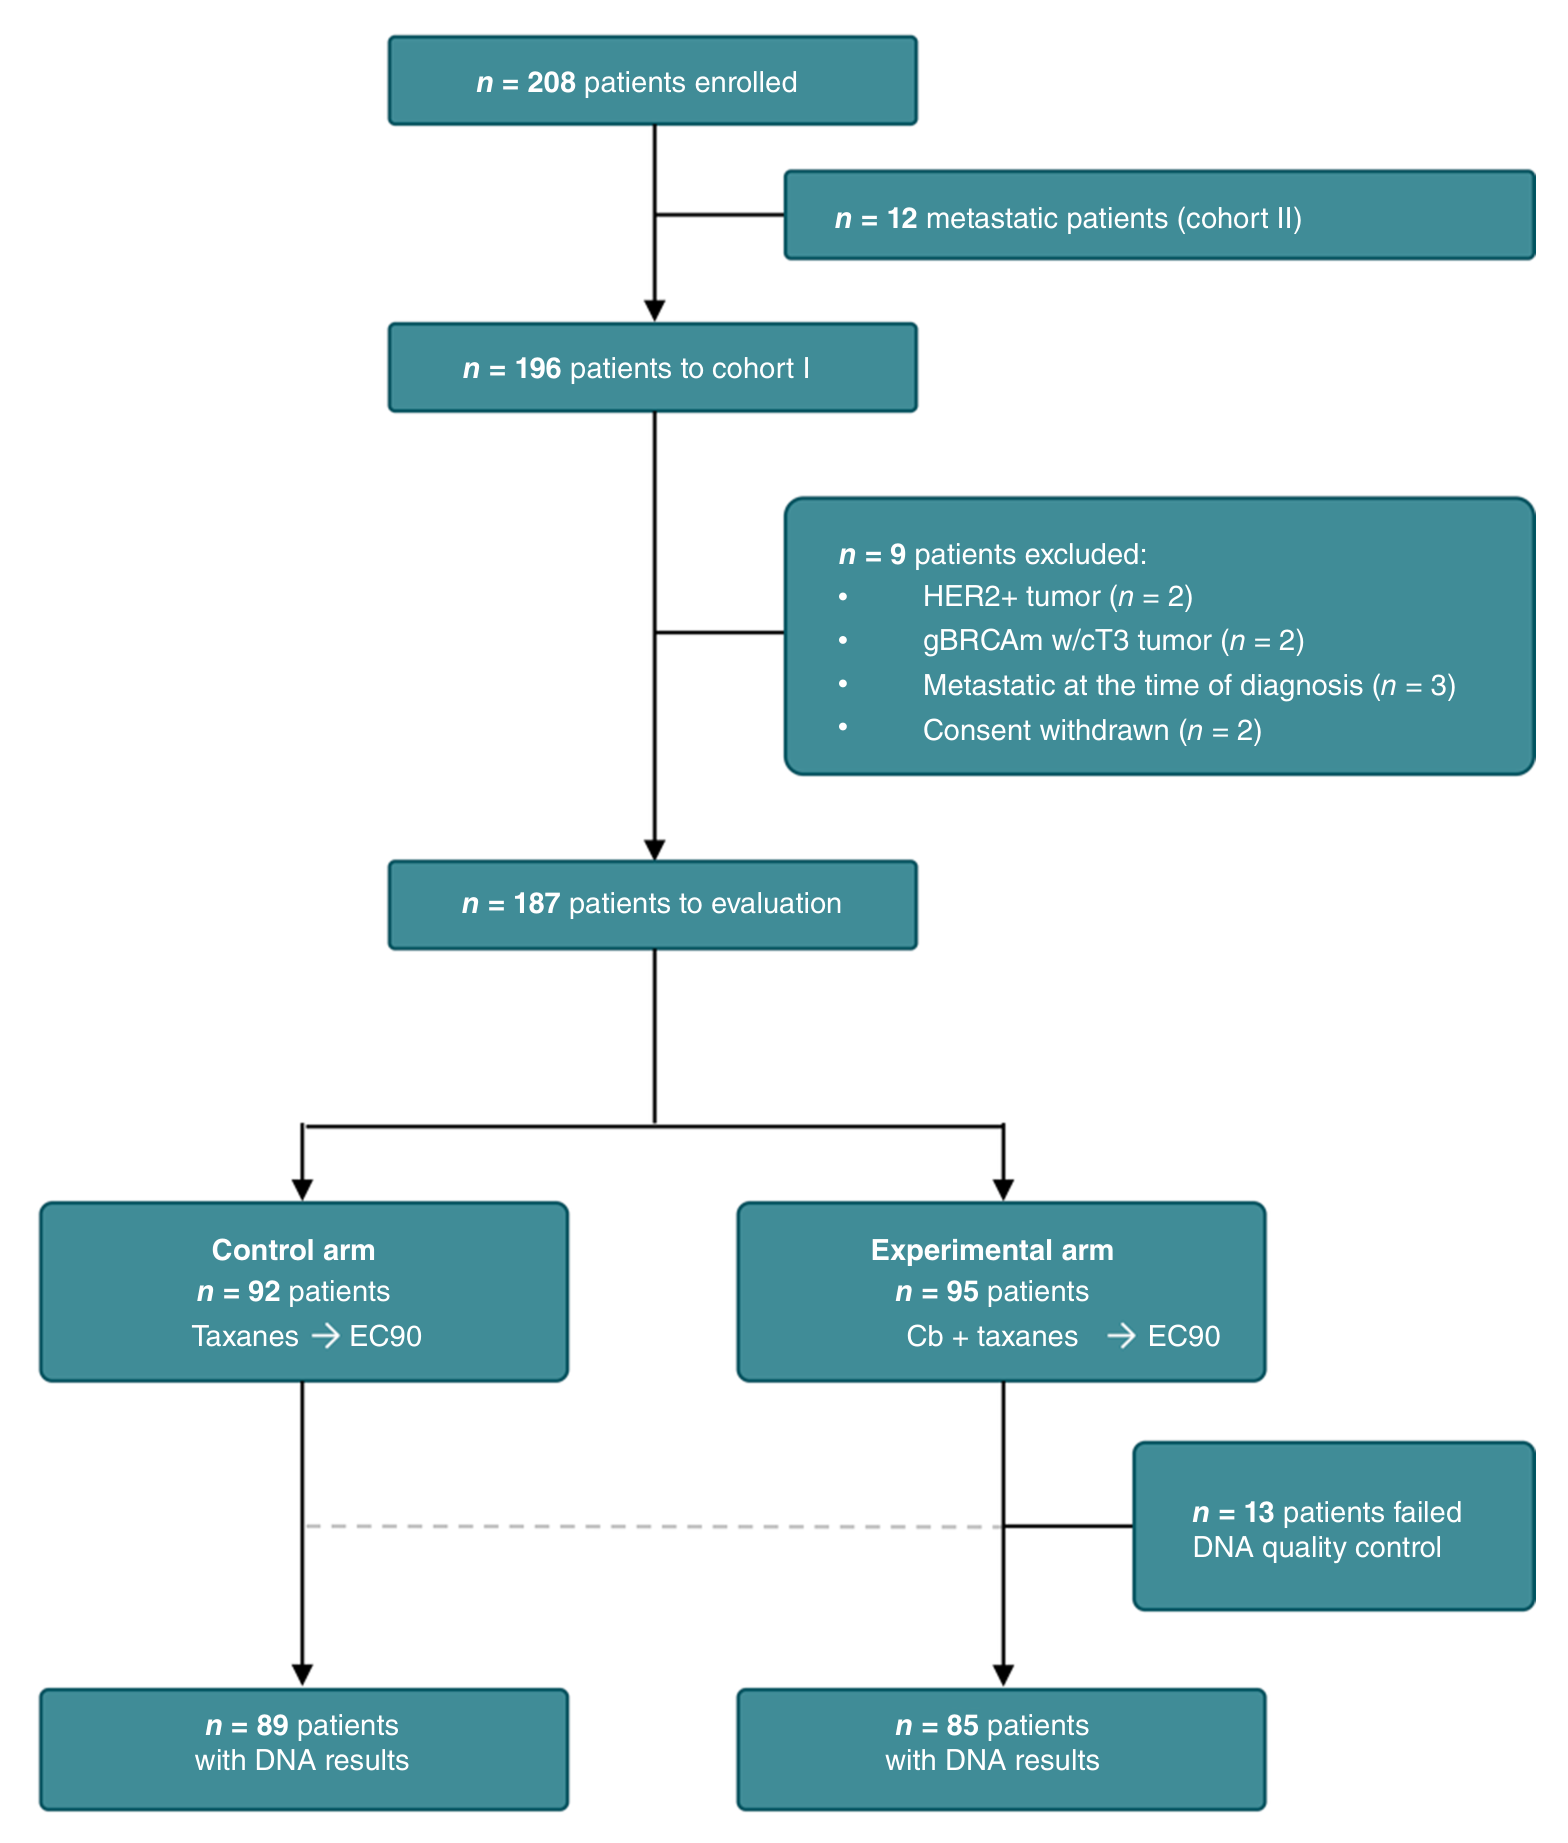 n = 208 patients enrolled
n = 12 metastatic patients (cohort II)
n = 196 patients to cohort I
n = 9 patients excluded:
• HER2+ tumor (n = 2)
• gBRCAm w/cT3 tumor (n = 2)
• Metastatic at the time of diagnosis (n = 3)
• Consent withdrawn (n = 2)
n = 187 patients to evaluation
Control arm
n = 92 patients
Taxanes → EC90
Experimental arm
n = 95 patients
Cb + taxanes → EC90
n = 13 patients failed
DNA quality control
n = 89 patients
with DNA results
n = 85 patients
with DNA results